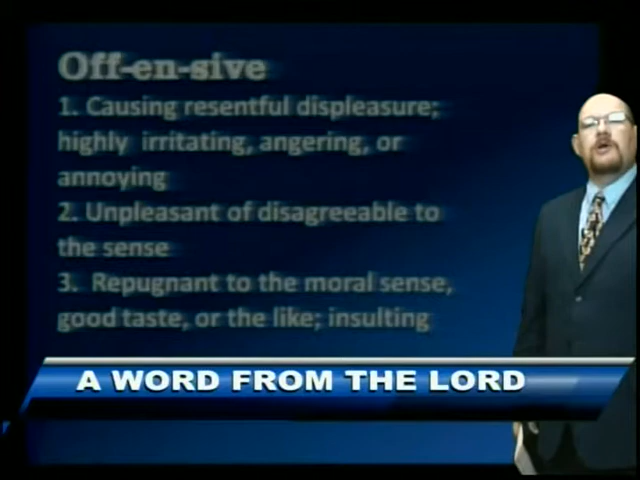 Off-en-sive
1. Causing resentful displeasure;
highly irritating, angering, or
annoying
2. Unpleasant of disagreeable to
the sense
3. Repugnant to the moral sense,
good taste, or the like; insulting
A WORD FROM THE LORD